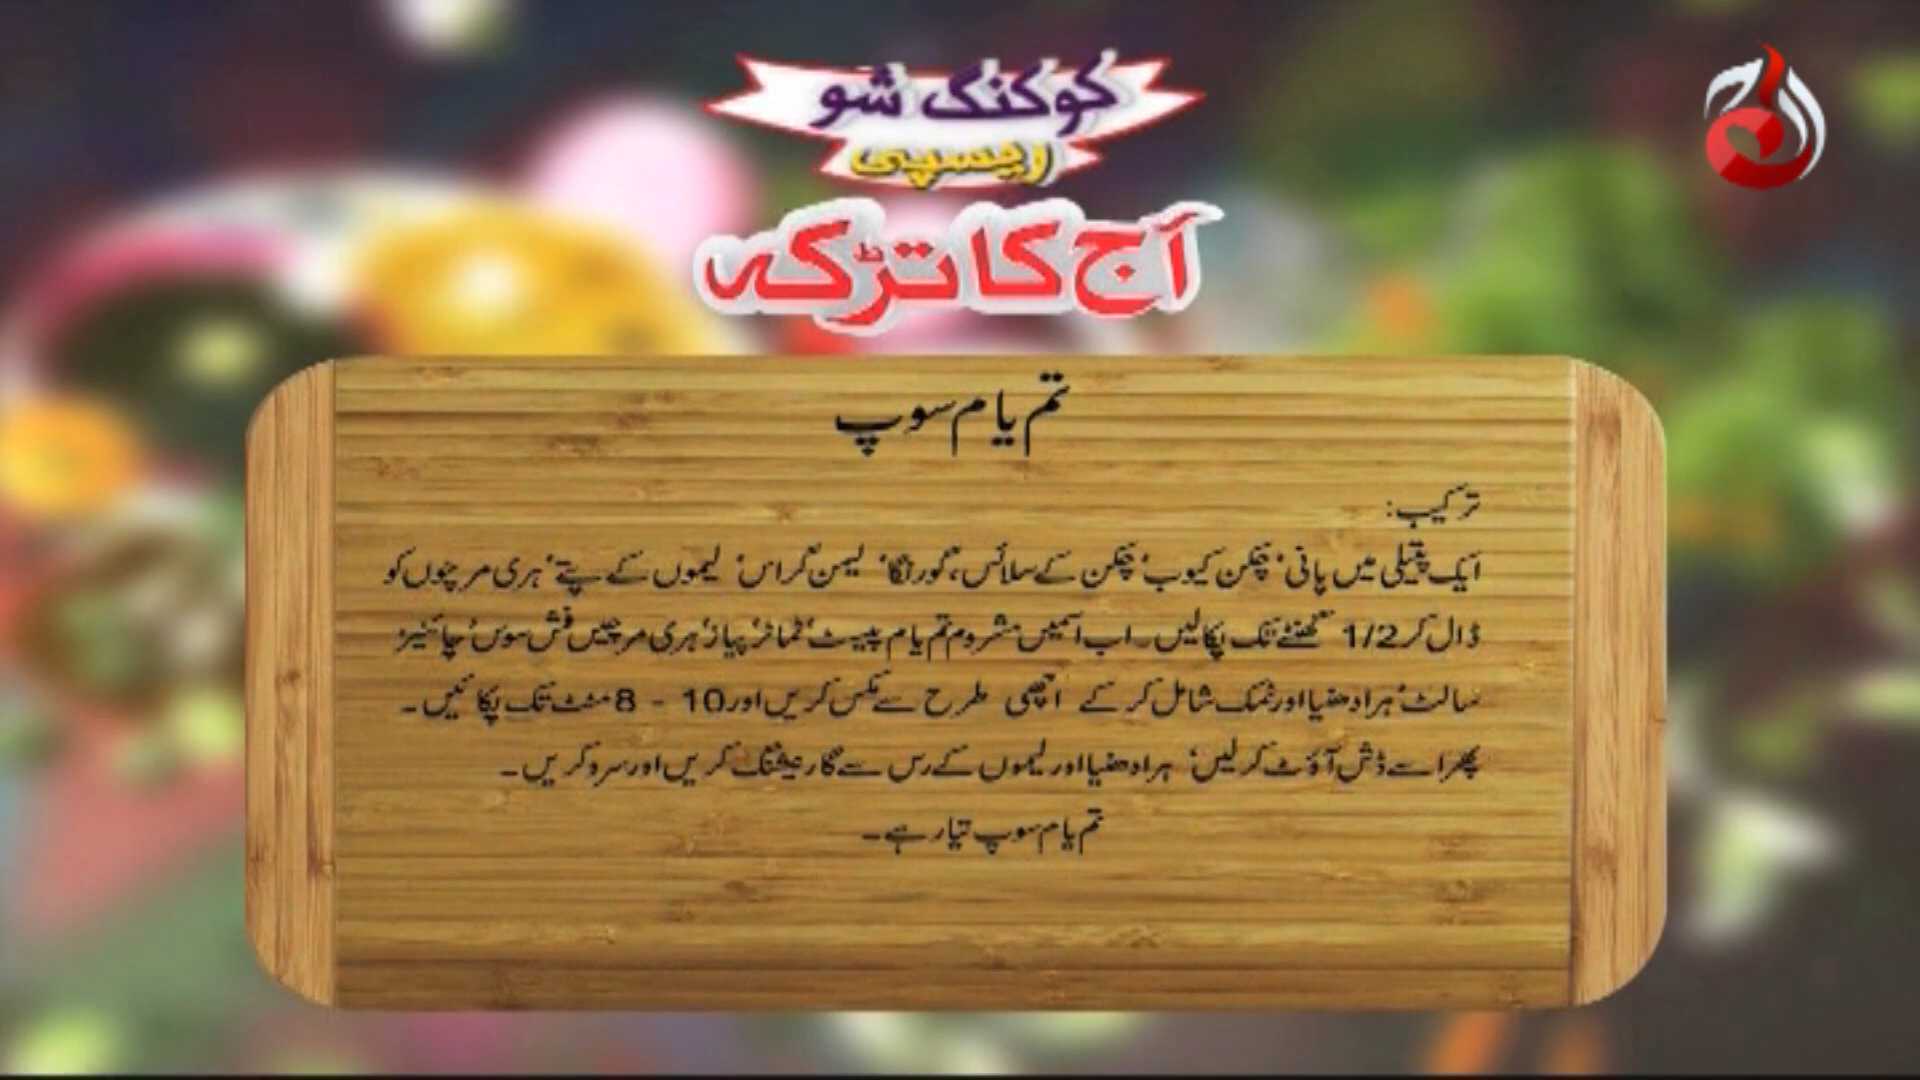 کوکنگ شو
ریسپی
آج کا تڑکہ
تم یام سوپ
ترکیب:
ایک پتیلی میں پانی، چکن کیوب، چکن کے سلائس، لیمن گراس، لیموں کے پتے، ہری مرچوں کو
ڈال کر 1/2 گھنٹے تک پکالیں۔ اب اسمیں مشروم تم یام پیسٹ، ٹماٹر، پیاز، ہری مرچیں فش سوس، چائنیز
سالٹ، ہرا دھنیا اور نمک شامل کر کے اچھی طرح سے مکس کریں اور 10 - 8 منٹ تک پکائیں۔
پھر اسے ڈش آؤٹ کر لیں، ہرا دھنیا اور لیموں کے رس سے گارنیشنگ کریں اور سرو کریں۔
تم یام سوپ تیار ہے۔